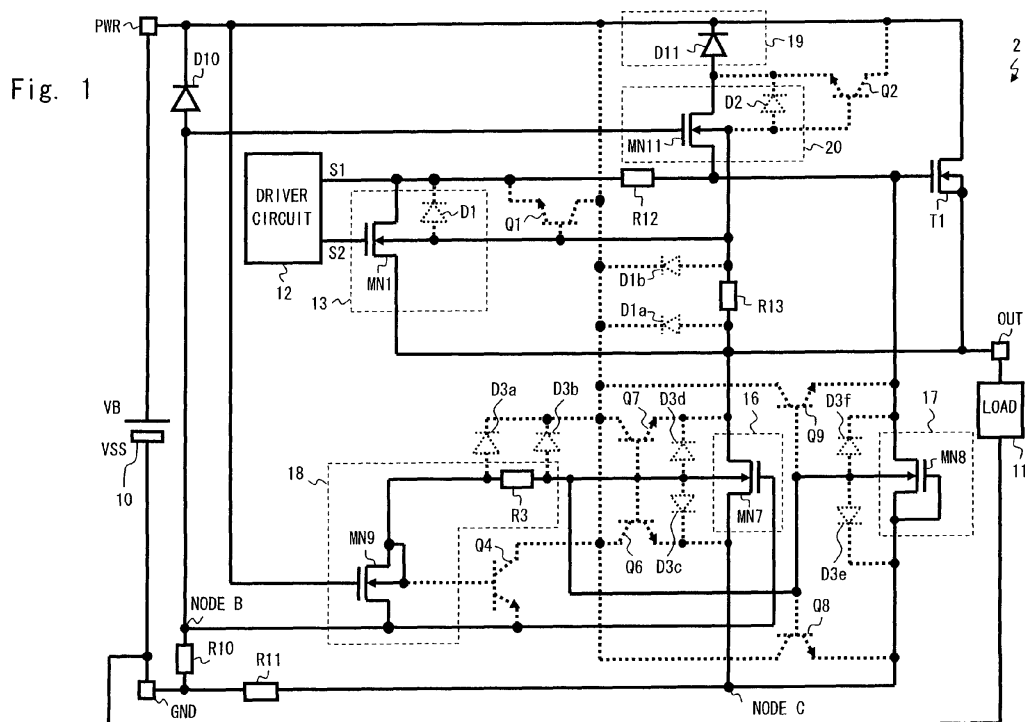 Fig. 1
PWR
D10
D11
19
2
D2
Q2
MN11
20
DRIVER CIRCUIT
S1
S2
12
D1
Q1
R12
T1
MN1
13
D1b
D1a
R13
OUT
VB
VSS
10
LOAD
11
D3a
D3b
Q7
D3d
16
Q9
D3f
17
MN8
18
R3
MN7
MN9
Q4
Q6
D3c
D3e
NODE B
Q8
R10
R11
GND
NODE C